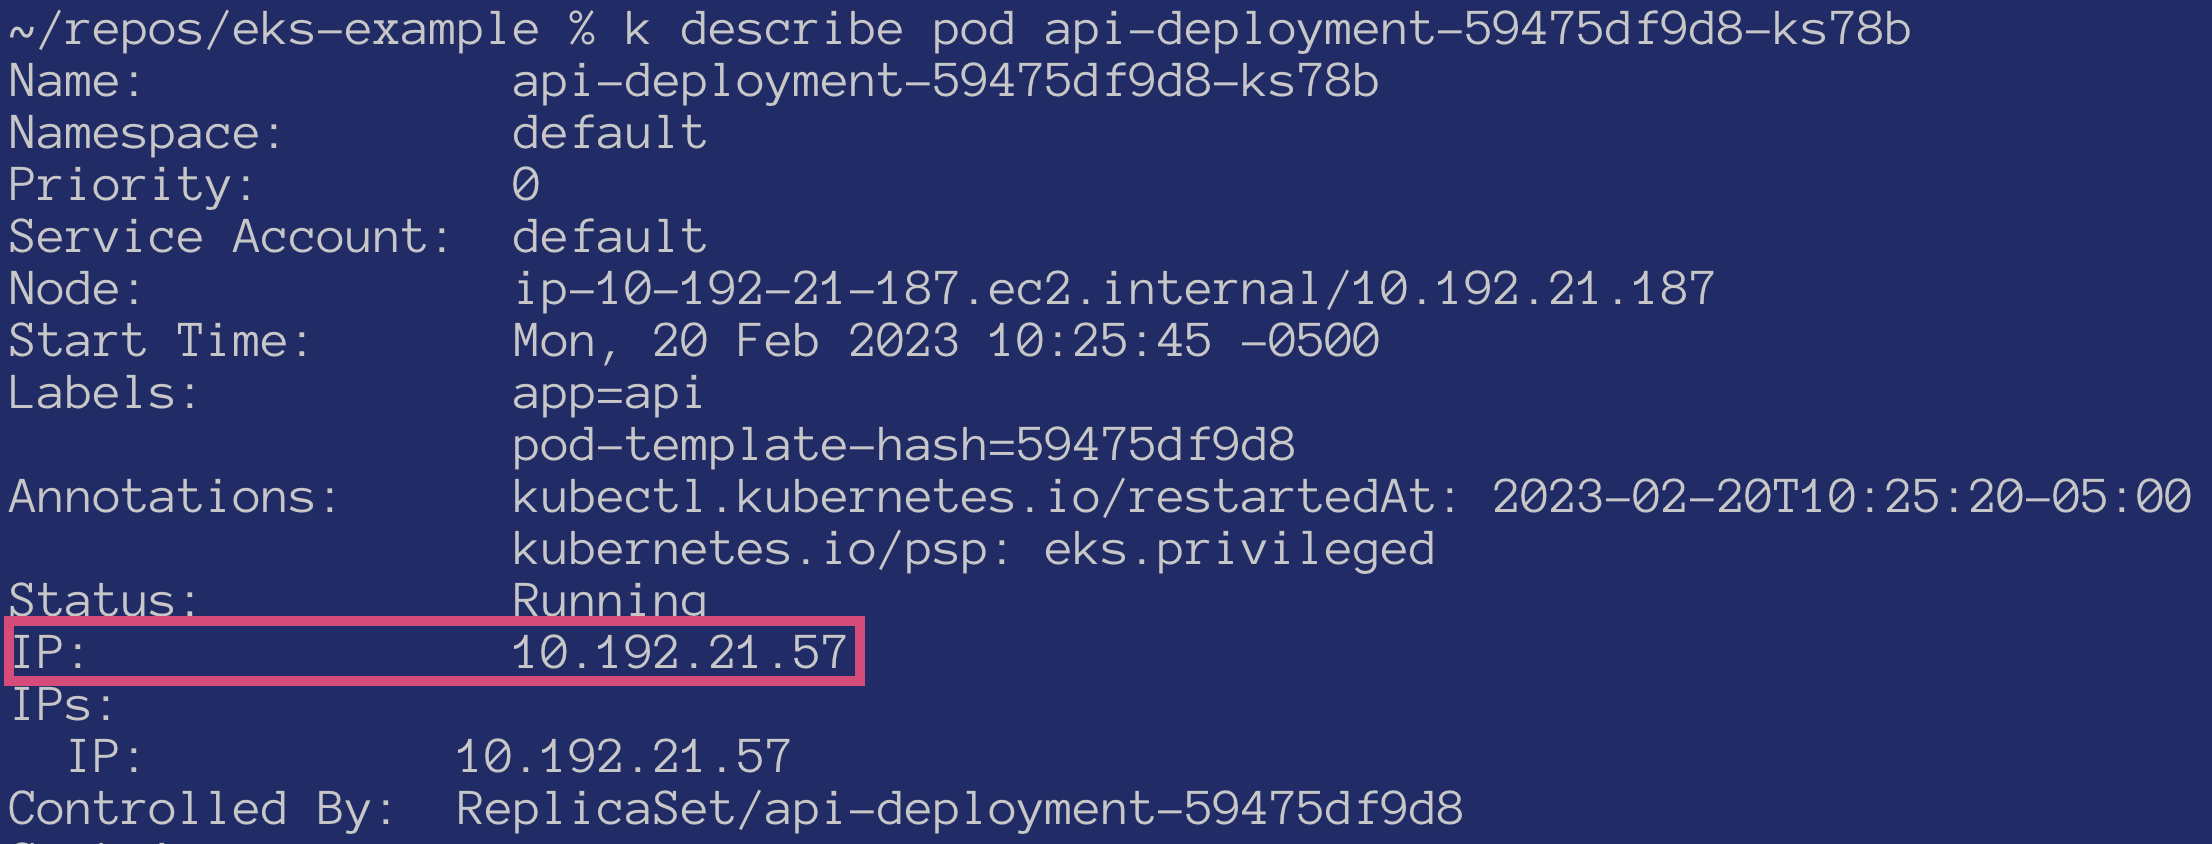 ~/repos/eks-example % k describe pod api-deployment-59475df9d8-ks78b
Name:             api-deployment-59475df9d8-ks78b
Namespace:        default
Priority:         0
Service Account:  default
Node:             ip-10-192-21-187.ec2.internal/10.192.21.187
Start Time:       Mon, 20 Feb 2023 10:25:45 -0500
Labels:           app=api
                  pod-template-hash=59475df9d8
Annotations:      kubectl.kubernetes.io/restartedAt: 2023-02-20T10:25:20-05:00
                  kubernetes.io/psp: eks.privileged
Status:           Running
IP:               10.192.21.57
IPs:
  IP:           10.192.21.57
Controlled By:  ReplicaSet/api-deployment-59475df9d8